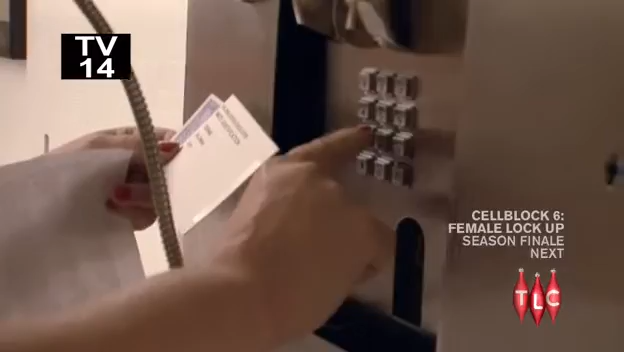 TV
14
CELLBLOCK 6:
FEMALE LOCK UP
SEASON FINALE
NEXT
TLC